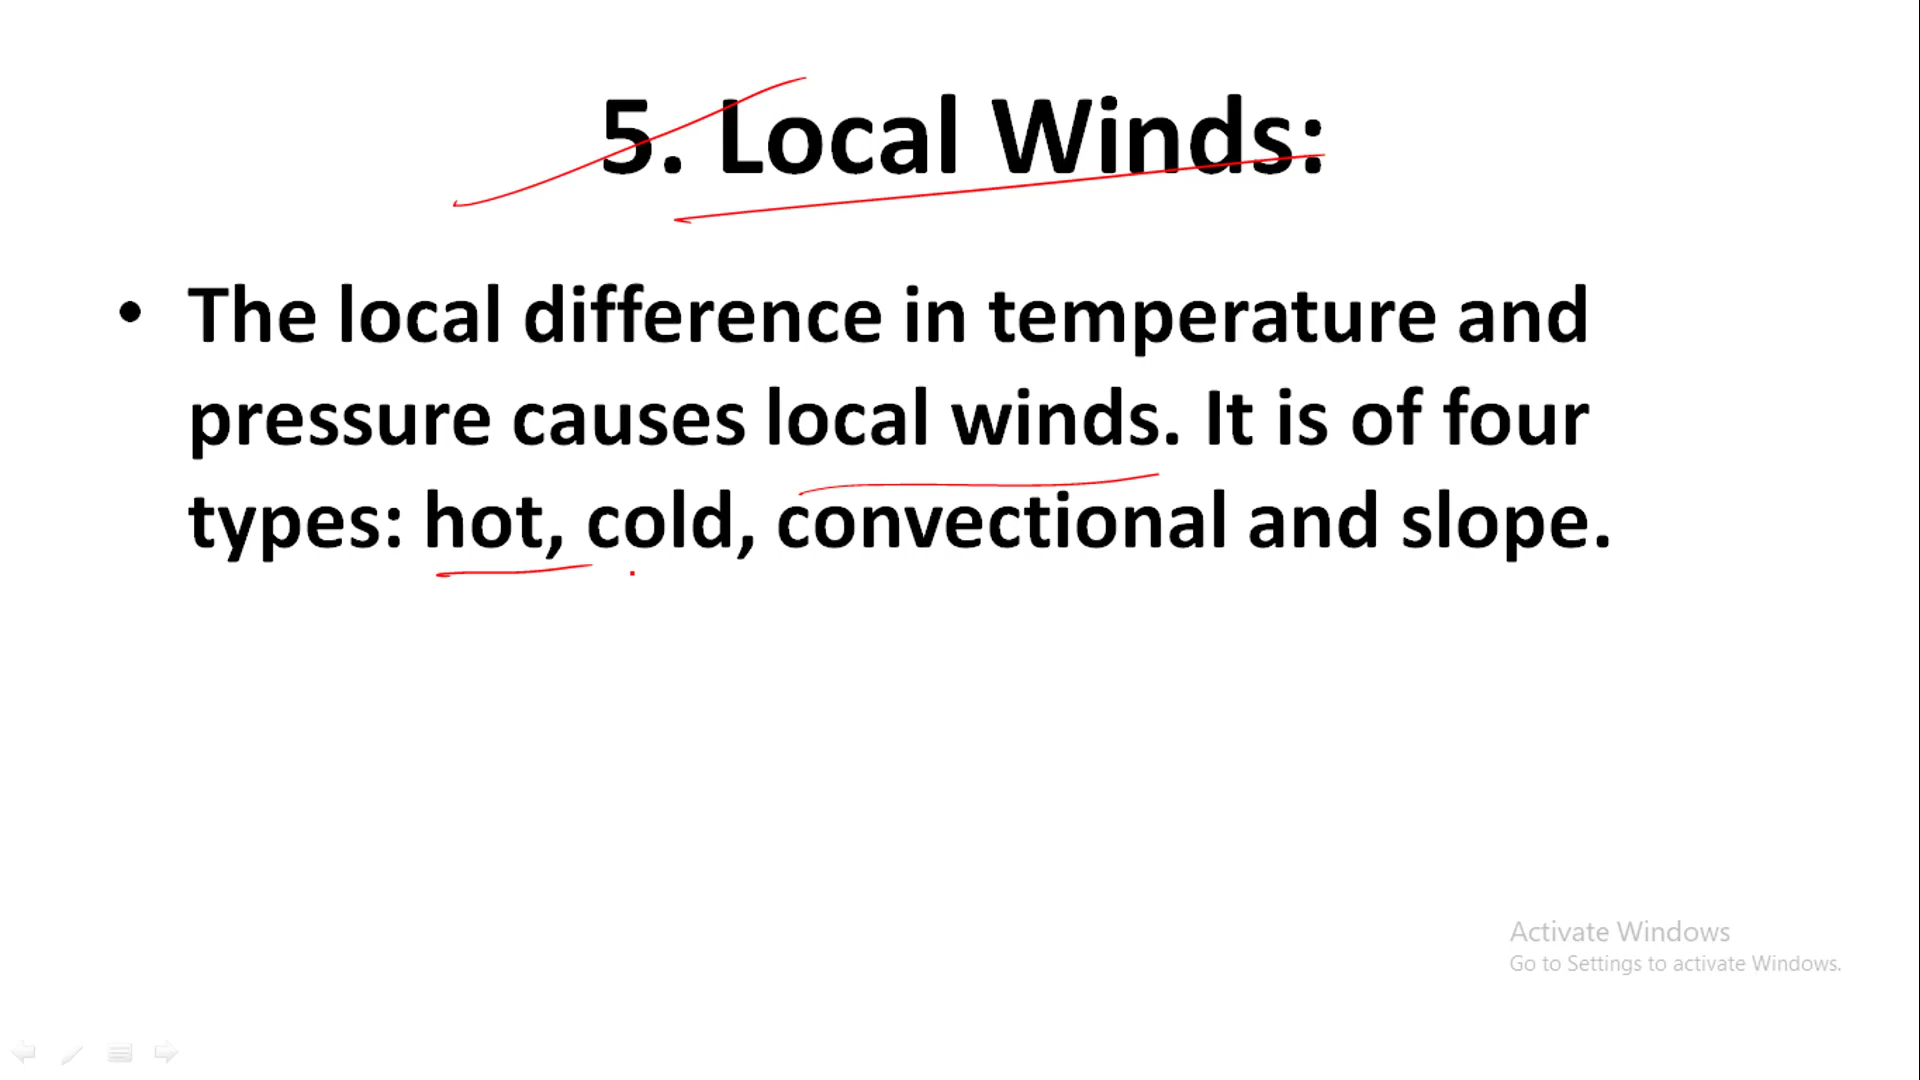 5. Local Winds:
• The local difference in temperature and
pressure causes local winds. It is of four
types: hot, cold, convectional and slope.
Activate Windows
Go to Settings to activate Windows.